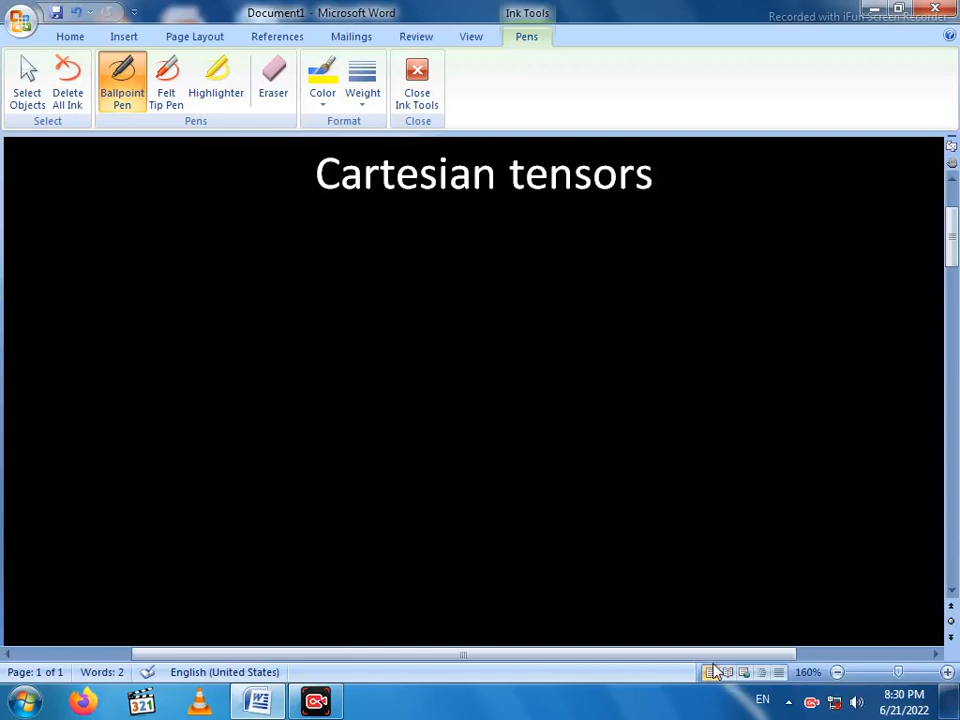 Document1 - Microsoft Word
Ink Tools
Recorded with iFun Screen Recorder
Home Insert Page Layout References Mailings Review View Pens
Select Objects
Delete All Ink
Ballpoint Pen
Felt Tip Pen
Highlighter
Eraser
Color
Weight
Close Ink Tools
Select
Pens
Format
Close
Cartesian tensors
Page: 1 of 1 Words: 2 English (United States) 160%
321
EN
8:30 PM
6/21/2022